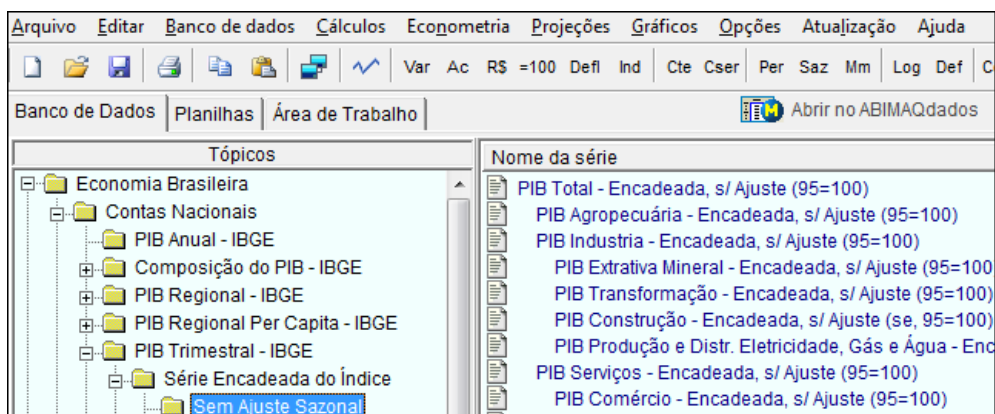 Arquivo Editar Banco de dados Cálculos Econometria Projeções Gráficos Opções Atualização Ajuda
Var Ac R$ =100 Defl Ind Cte Cser Per Saz Mm Log Def
Banco de Dados Planilhas Área de Trabalho Abrir no ABIMAQdados
Tópicos
Economia Brasileira
Contas Nacionais
PIB Anual - IBGE
Composição do PIB - IBGE
PIB Regional - IBGE
PIB Regional Per Capita - IBGE
PIB Trimestral - IBGE
Série Encadeada do Índice
Sem Ajuste Sazonal
Nome da série
PIB Total - Encadeada, s/ Ajuste (95=100)
PIB Agropecuária - Encadeada, s/ Ajuste (95=100)
PIB Industria - Encadeada, s/ Ajuste (95=100)
PIB Extrativa Mineral - Encadeada, s/ Ajuste (95=100
PIB Transformação - Encadeada, s/ Ajuste (95=100)
PIB Construção - Encadeada, s/ Ajuste (se, 95=100)
PIB Produção e Distr. Eletricidade, Gás e Água - Enc
PIB Serviços - Encadeada, s/ Ajuste (95=100)
PIB Comércio - Encadeada, s/ Ajuste (95=100)